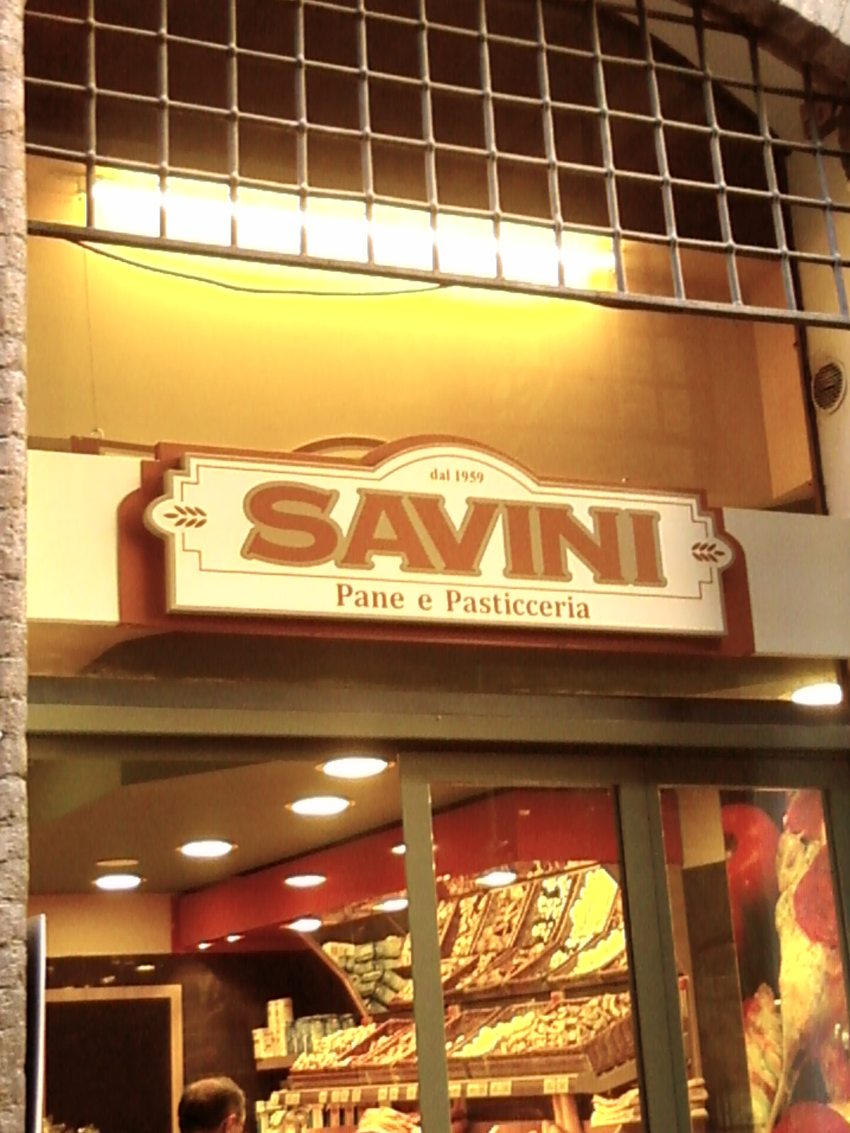 dal 1959
SAVINI
Pane e Pasticceria